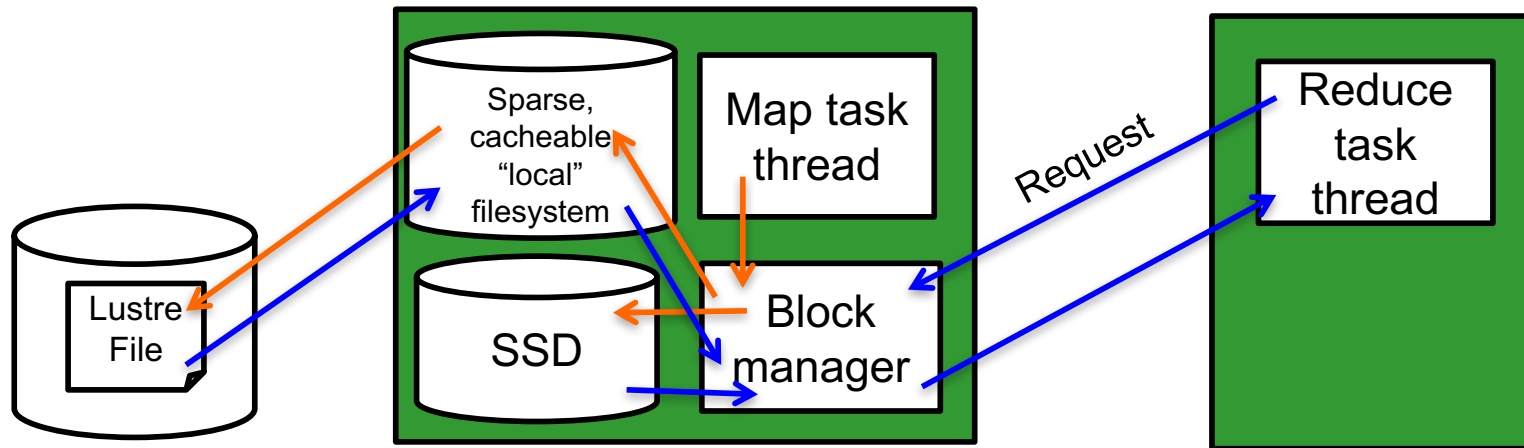 Sparse,
cacheable
“local”
filesystem
Map task
thread
Request
Reduce
task
thread
Lustre
File
SSD
Block
manager